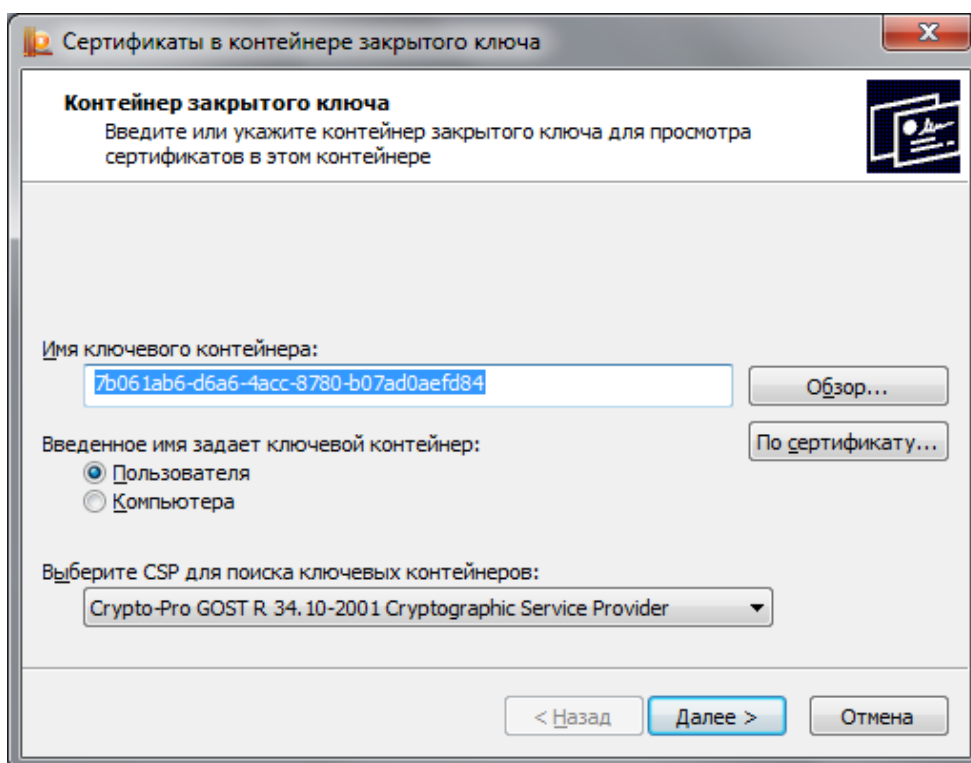 Сертификаты в контейнере закрытого ключа
Контейнер закрытого ключа
Введите или укажите контейнер закрытого ключа для просмотра
сертификатов в этом контейнере
Имя ключевого контейнера:
7b061ab6-d6a6-4acc-8780-b07ad0aefd84
Обзор...
Введенное имя задает ключевой контейнер:
По сертификату...
Пользователя
Компьютера
Выберите CSP для поиска ключевых контейнеров:
Crypto-Pro GOST R 34.10-2001 Cryptographic Service Provider
< Назад
Далее >
Отмена